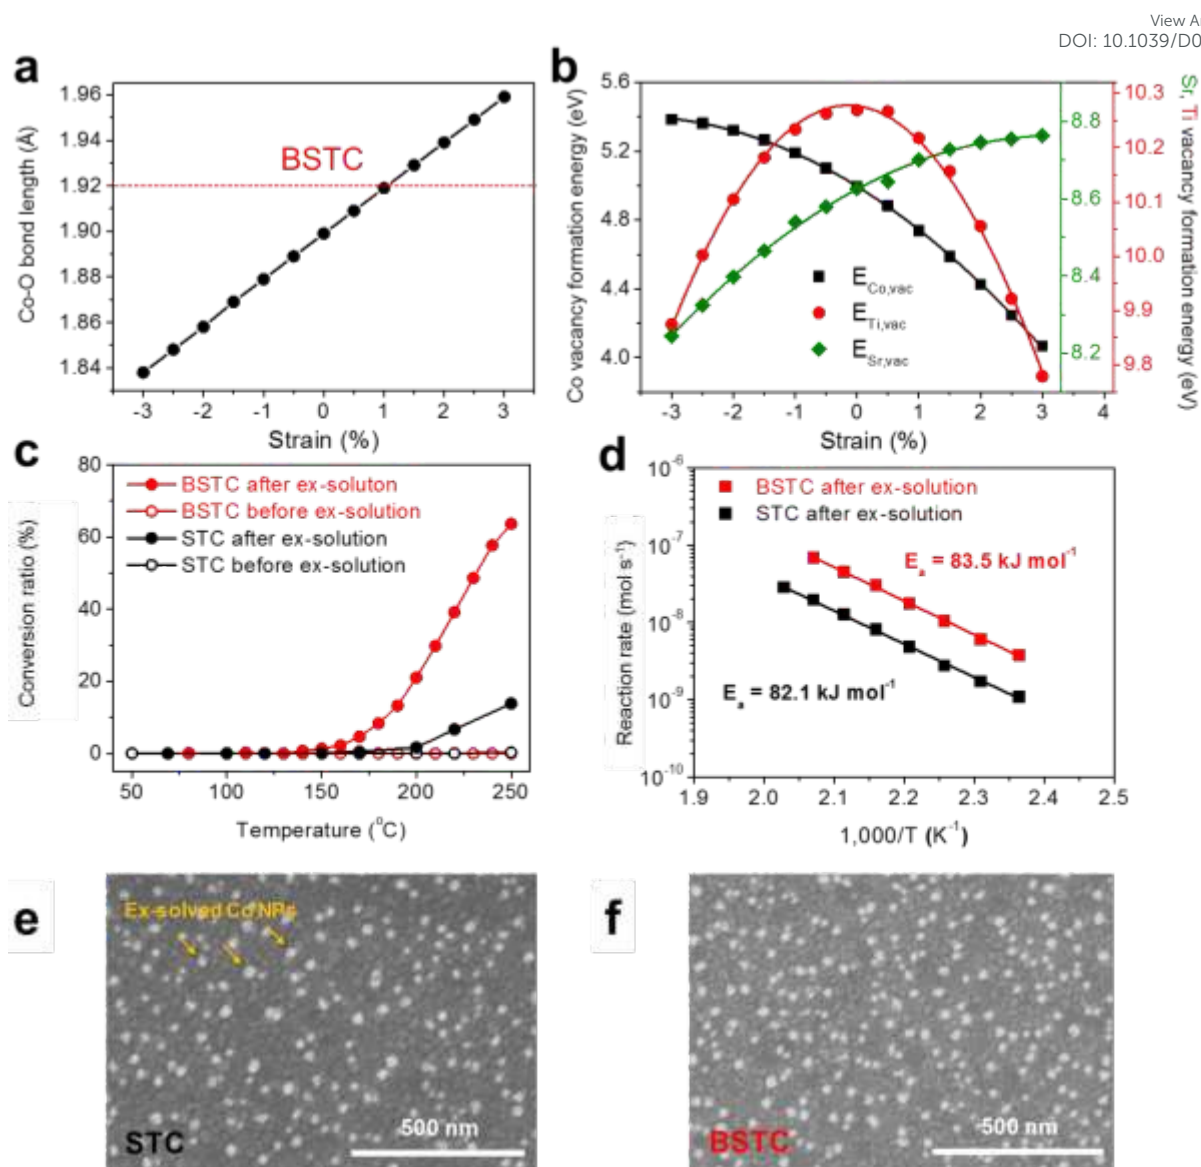 View A
DOI: 10.1039/D0
a
1.96
1.94
1.92
1.90
1.88
1.86
1.84
Co-O bond length (Å)
BSTC
-3
-2
-1
0
1
2
3
Strain (%)
b
5.6
5.2
4.8
4.4
4.0
Co vacancy formation energy (eV)
E_Co,vac
E_Ti,vac
E_Sr,vac
8.8
8.6
8.4
8.2
10.3
10.2
10.1
10.0
9.9
9.8
Sr, Ti vacancy formation energy (eV)
-3
-2
-1
0
1
2
3
4
Strain (%)
c
80
60
40
20
0
Conversion ratio (%)
BSTC after ex-soluton
BSTC before ex-solution
STC after ex-solution
STC before ex-solution
50
100
150
200
250
Temperature (°C)
d
10⁻⁶
10⁻⁷
10⁻⁸
10⁻⁹
10⁻¹⁰
Reaction rate (mol s⁻¹)
BSTC after ex-solution
STC after ex-solution
Eₐ = 83.5 kJ mol⁻¹
Eₐ = 82.1 kJ mol⁻¹
1.9
2.0
2.1
2.2
2.3
2.4
2.5
1,000/T (K⁻¹)
e
Ex-solved Co NPs
STC
500 nm
f
BSTC
500 nm